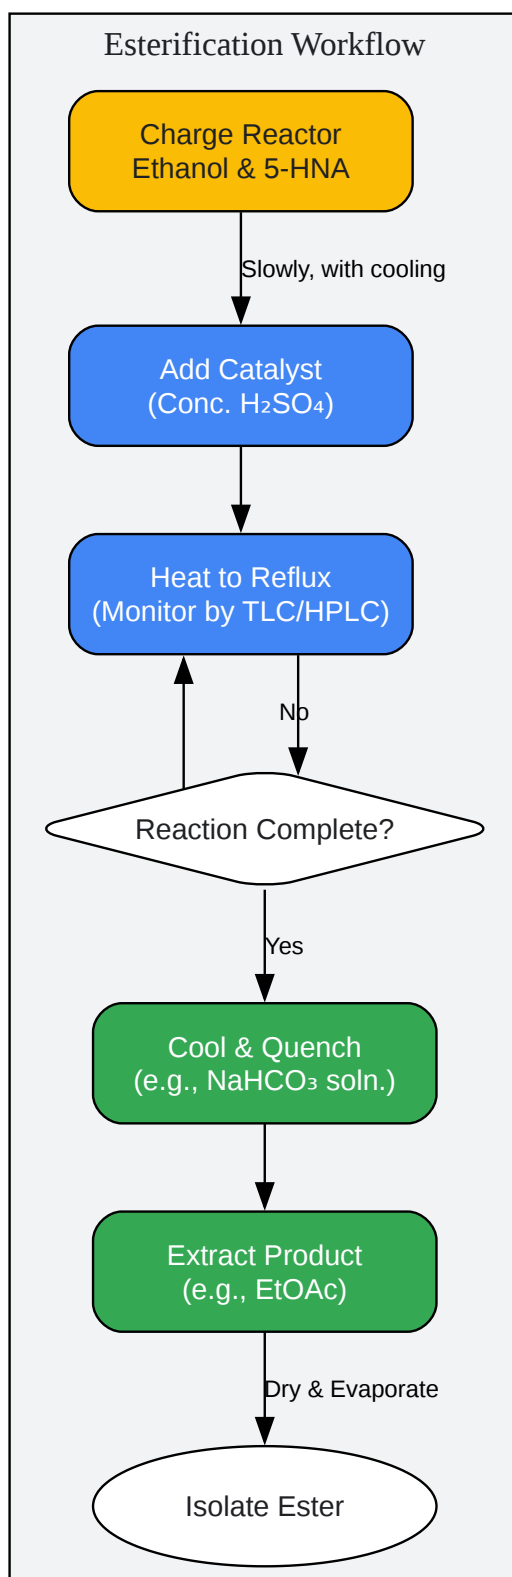 Esterification Workflow
Charge Reactor
Ethanol & 5-HNA
Slowly, with cooling
Add Catalyst
(Conc. H₂SO₄)
Heat to Reflux
(Monitor by TLC/HPLC)
No
Reaction Complete?
Yes
Cool & Quench
(e.g., NaHCO₃ soln.)
Extract Product
(e.g., EtOAc)
Dry & Evaporate
Isolate Ester